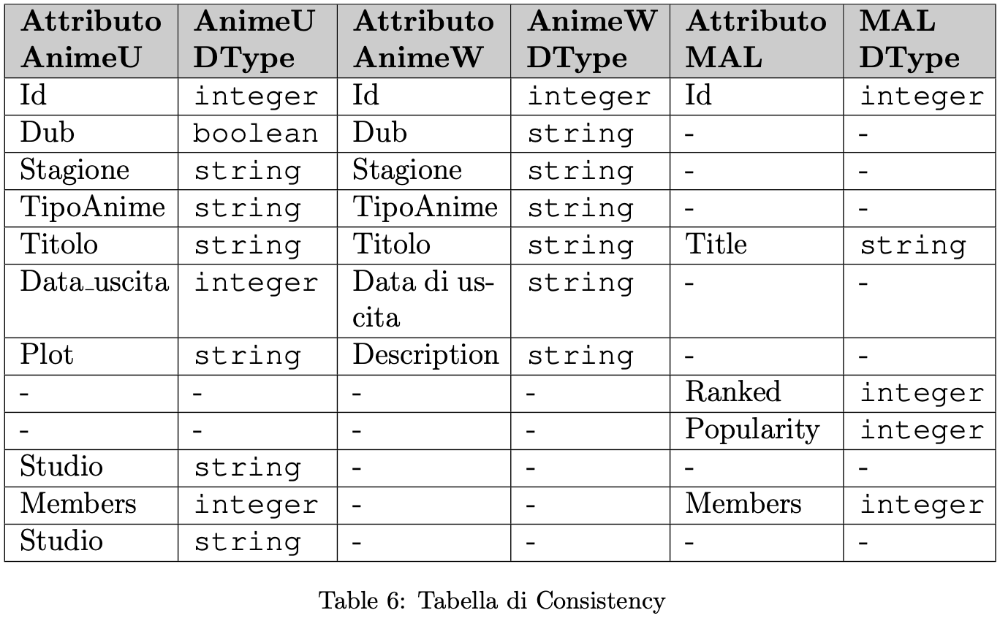 Attributo AnimeU | AnimeU DType | Attributo AnimeW | AnimeW DType | Attributo MAL | MAL DType
Id | integer | Id | integer | Id | integer
Dub | boolean | Dub | string | - | -
Stagione | string | Stagione | string | - | -
TipoAnime | string | TipoAnime | string | - | -
Titolo | string | Titolo | string | Title | string
Data_uscita | integer | Data di us-cita | string | - | -
Plot | string | Description | string | - | -
- | - | - | - | Ranked | integer
- | - | - | - | Popularity | integer
Studio | string | - | - | - | -
Members | integer | - | - | Members | integer
Studio | string | - | - | - | -
Table 6: Tabella di Consistency